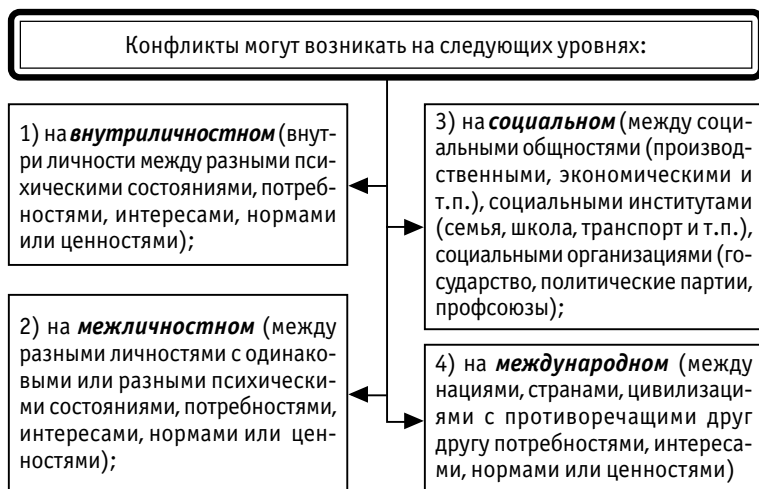 Конфликты могут возникать на следующих уровнях:
1) на внутриличностном (внут-
ри личности между разными пси-
хическими состояниями, потреб-
ностями, интересами, нормами
или ценностями);
2) на межличностном (между
разными личностями с одинако-
выми или разными психически-
ми состояниями, потребностями,
интересами, нормами или цен-
ностями);
3) на социальном (между соци-
альными общностями (производ-
ственными, экономическими и
т.п.), социальными институтами
(семья, школа, транспорт и т.п.),
социальными организациями (го-
сударство, политические партии,
профсоюзы);
4) на международном (между
нациями, странами, цивилизаци-
ями с противоречащими друг
другу потребностями, интереса-
ми, нормами или ценностями)